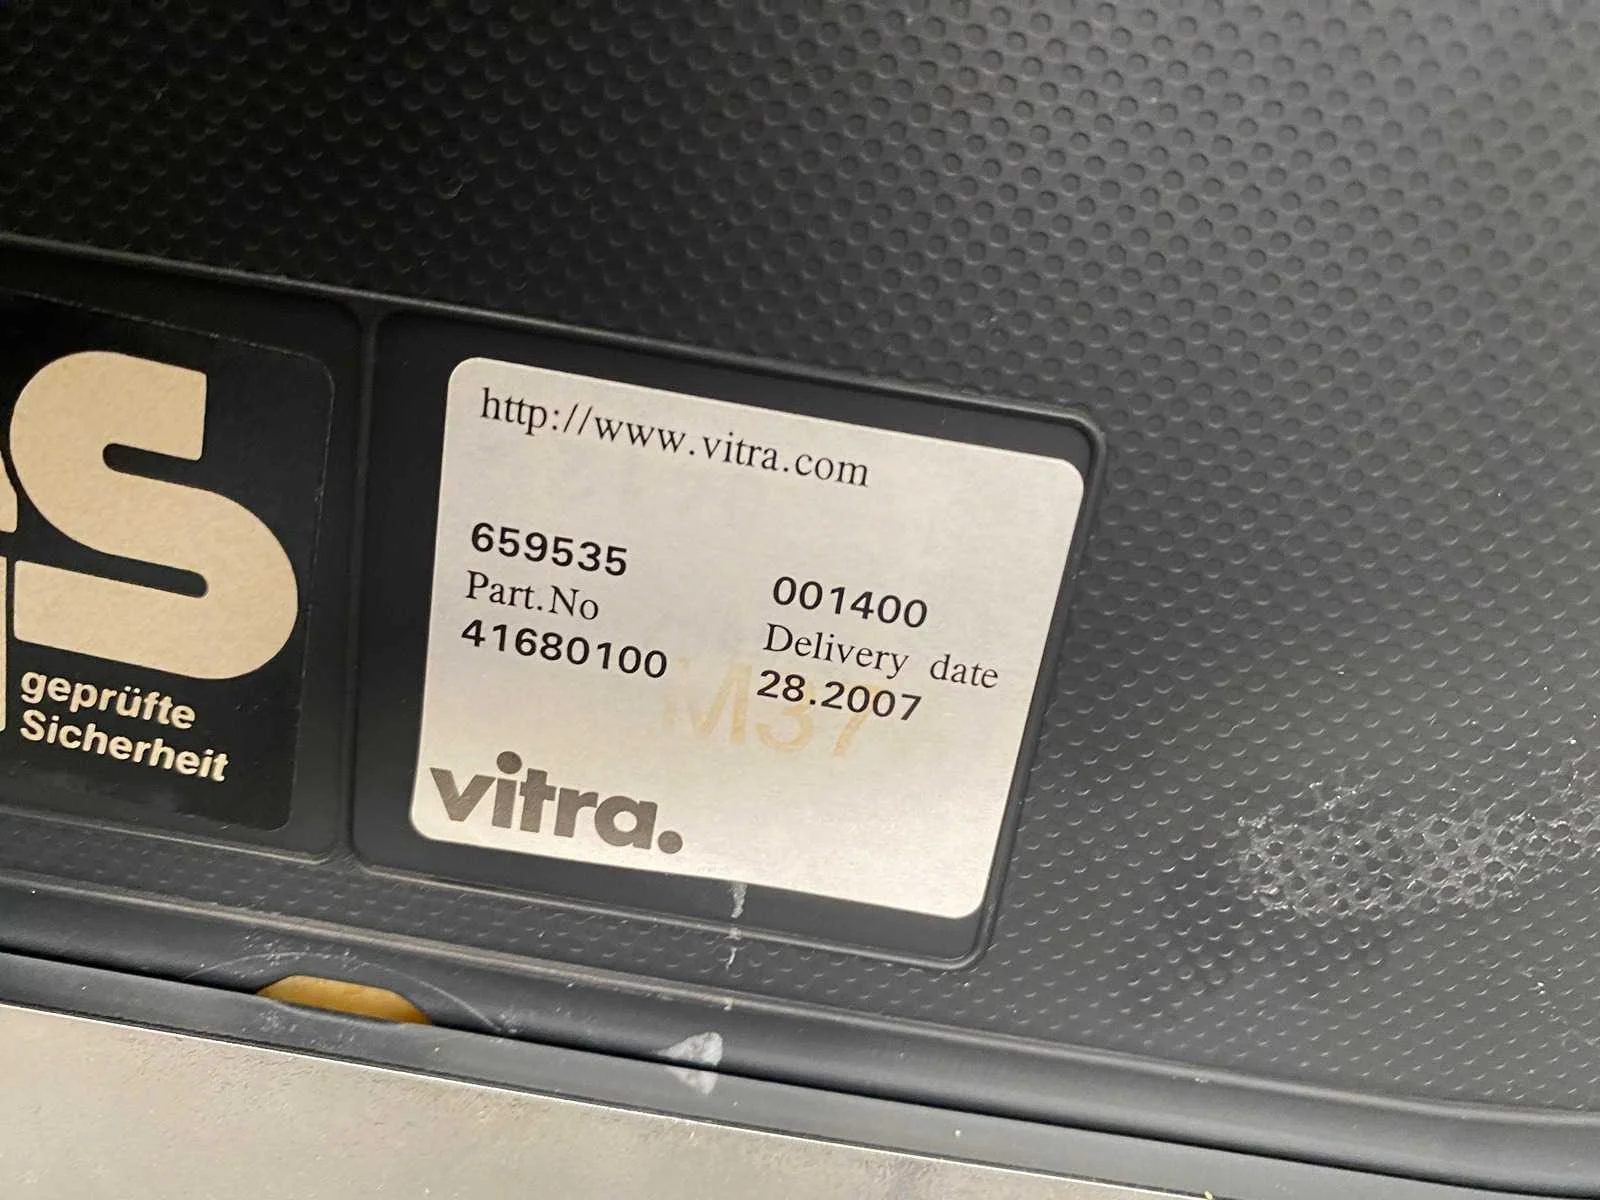 http://www.vitra.com
659535 001400
Part.No Delivery date
41680100 28.2007
M37
vitra.
S
geprüfte
Sicherheit